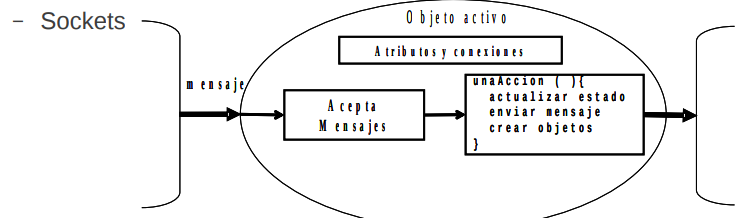 – Sockets
Objeto activo
Atributos y conexiones
mensaje
Acepta
Mensajes
unaAccion ( ){
actualizar estado
enviar mensaje
crear objetos
}